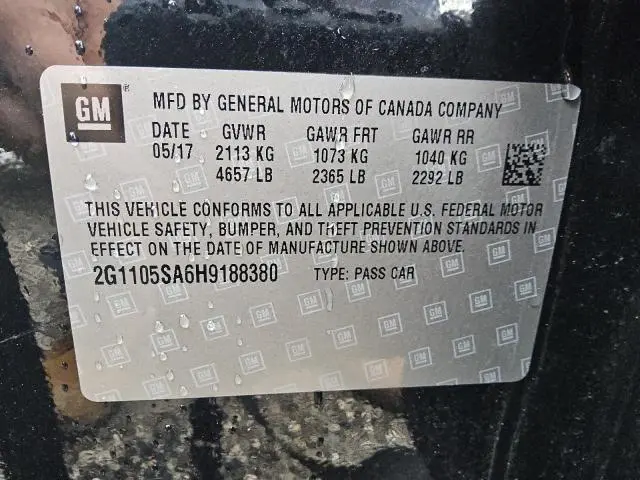 GM ® MFD BY GENERAL MOTORS OF CANADA COMPANY
DATE GVWR GAWR FRT GAWR RR
05/17 2113 KG 1073 KG 1040 KG
4657 LB 2365 LB 2292 LB
THIS VEHICLE CONFORMS TO ALL APPLICABLE U.S. FEDERAL MOTOR
VEHICLE SAFETY, BUMPER, AND THEFT PREVENTION STANDARDS IN
EFFECT ON THE DATE OF MANUFACTURE SHOWN ABOVE.
2G1105SA6H9188380 TYPE: PASS CAR